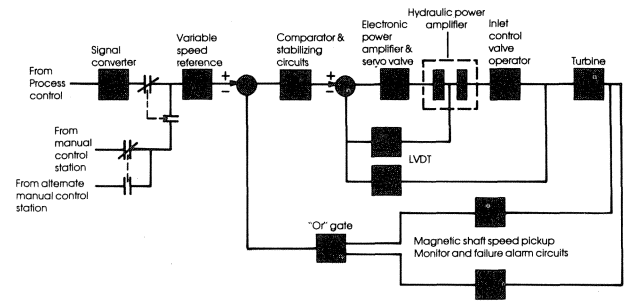 Hydraulic power
amplifier
Electronic
power
amplifier &
servo valve
Inlet
control
valve
operator
Signal
converter
Variable
speed
reference
Comparator &
stabilizing
circuits
Turbine
From
Process
control
+
−
+
−
From
manual
control
station
From alternate
manual control
station
LVDT
"Or" gate
Magnetic shaft speed pickup
Monitor and failure alarm circuits